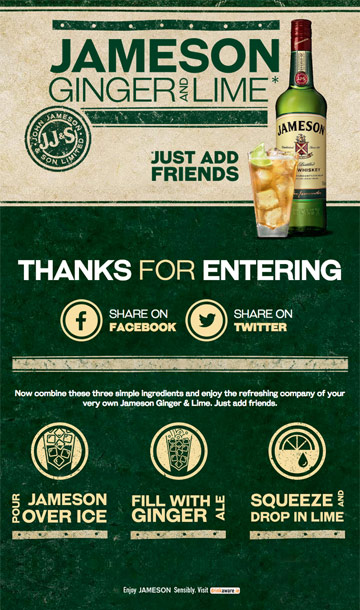 JAMESON
GINGER AND LIME*
JOHN JAMESON
JJ&S
& SON LIMITED
*JUST ADD
FRIENDS
JAMESON
WHISKEY
THANKS FOR ENTERING
SHARE ON
FACEBOOK
SHARE ON
TWITTER
Now combine these three simple ingredients and enjoy the refreshing company of your
very own Jameson Ginger & Lime. Just add friends.
POUR JAMESON
OVER ICE
FILL WITH
GINGER ALE
SQUEEZE AND
DROP IN LIME
Enjoy JAMESON Sensibly. Visit drinkaware.ie